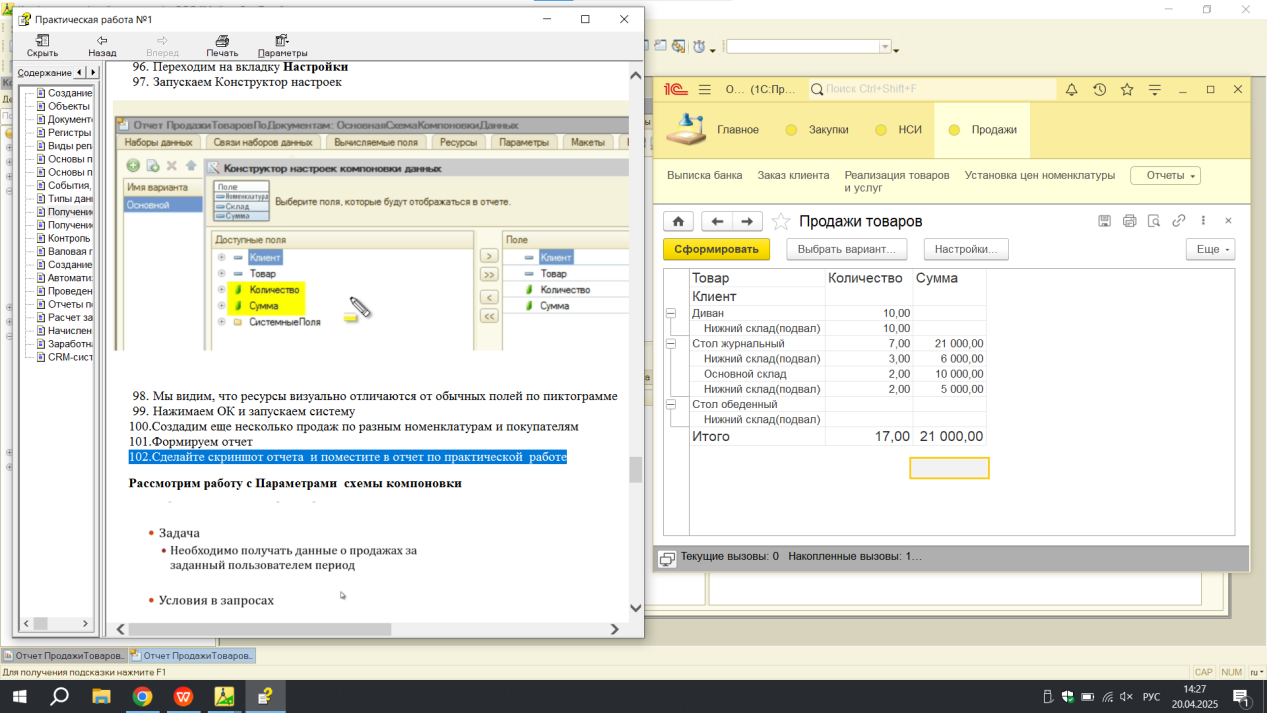 Практическая работа №1
Скрыть
Назад
Вперед
Печать
Параметры
Содержание
Создание
Объекты
Документ
Регистры
Виды реп
Основы п
Основы п
События,
Типы дан
Получени
Получени
Контроль
Валовая п
Создание
Автомати
Проведен
Отчеты п
Расчет за
Начислен
Заработн
CRM-сист
96. Переходим на вкладку Настройки
97. Запускаем Конструктор настроек
Отчет ПродажиТоваровПоДокументам: ОсновнаяСхемаКомпоновкиДанных
Наборы данных
Связи наборов данных
Вычисляемые поля
Ресурсы
Параметры
Макеты
Имя варианта
Основной
Конструктор настроек компоновки данных
Поле
Номенклатура
Склад
Сумма
Выберите поля, которые будут отображаться в отчете.
Доступные поля
Клиент
Товар
Количество
Сумма
СистемныеПоля
>
>>
<
<<
Поле
Клиент
Товар
Количество
Сумма
98. Мы видим, что ресурсы визуально отличаются от обычных полей по пиктограмме
99. Нажимаем ОК и запускаем систему
100.Создадим еще несколько продаж по разным номенклатурам и покупателям
101.Формируем отчет
102.Сделайте скриншот отчета и поместите в отчет по практической работе
Рассмотрим работу с Параметрами схемы компоновки
• Задача
• Необходимо получать данные о продажах за
заданный пользователем период
• Условия в запросах
О... (1С:Пр...
Поиск Ctrl+Shift+F
Главное
Закупки
НСИ
Продажи
Выписка банка
Заказ клиента
Реализация товаров
и услуг
Установка цен номенклатуры
Отчеты
Продажи товаров
Сформировать
Выбрать вариант...
Настройки...
Еще
Товар Количество Сумма
Клиент
Диван 10,00
Нижний склад(подвал) 10,00
Стол журнальный 7,00 21 000,00
Нижний склад(подвал) 3,00 6 000,00
Основной склад 2,00 10 000,00
Нижний склад(подвал) 2,00 5 000,00
Стол обеденный
Нижний склад(подвал)
Итого 17,00 21 000,00
Текущие вызовы: 0 Накопленные вызовы: 1...
Отчет ПродажиТоваров..
Отчет ПродажиТоваров..
Для получения подсказки нажмите F1
CAP NUM ru
РУС
14:27
20.04.2025
1